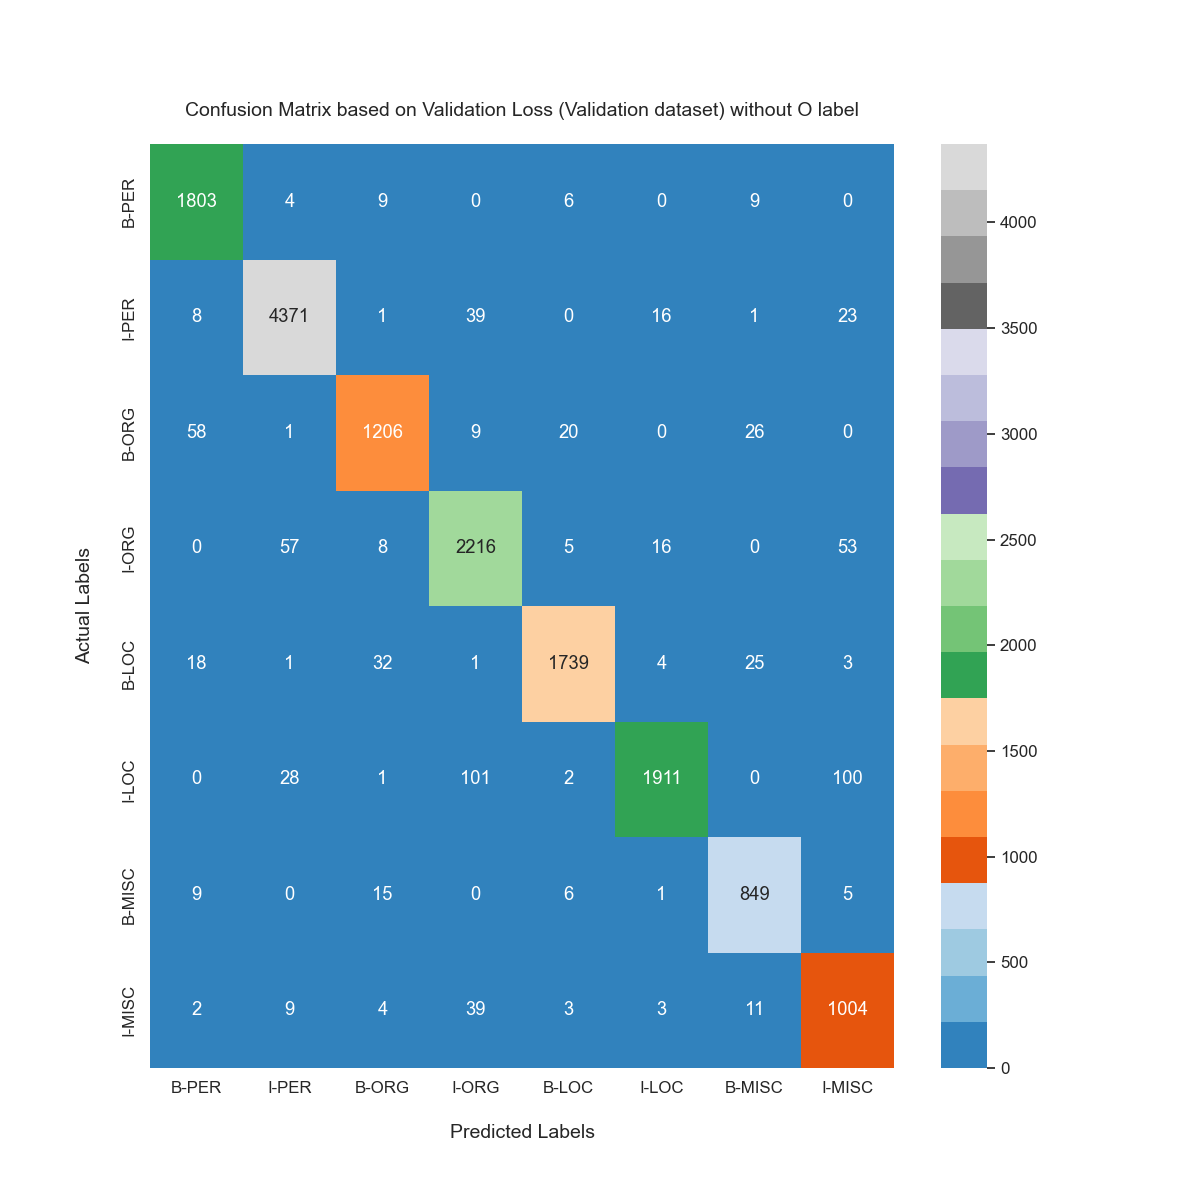 Confusion Matrix based on Validation Loss (Validation dataset) without O label
B-PER 1803 4 9 0 6 0 9 0
I-PER 8 4371 1 39 0 16 1 23
B-ORG 58 1 1206 9 20 0 26 0
I-ORG 0 57 8 2216 5 16 0 53
B-LOC 18 1 32 1 1739 4 25 3
I-LOC 0 28 1 101 2 1911 0 100
B-MISC 9 0 15 0 6 1 849 5
I-MISC 2 9 4 39 3 3 11 1004
B-PER I-PER B-ORG I-ORG B-LOC I-LOC B-MISC I-MISC
Predicted Labels
Actual Labels
4000
3500
3000
2500
2000
1500
1000
500
0